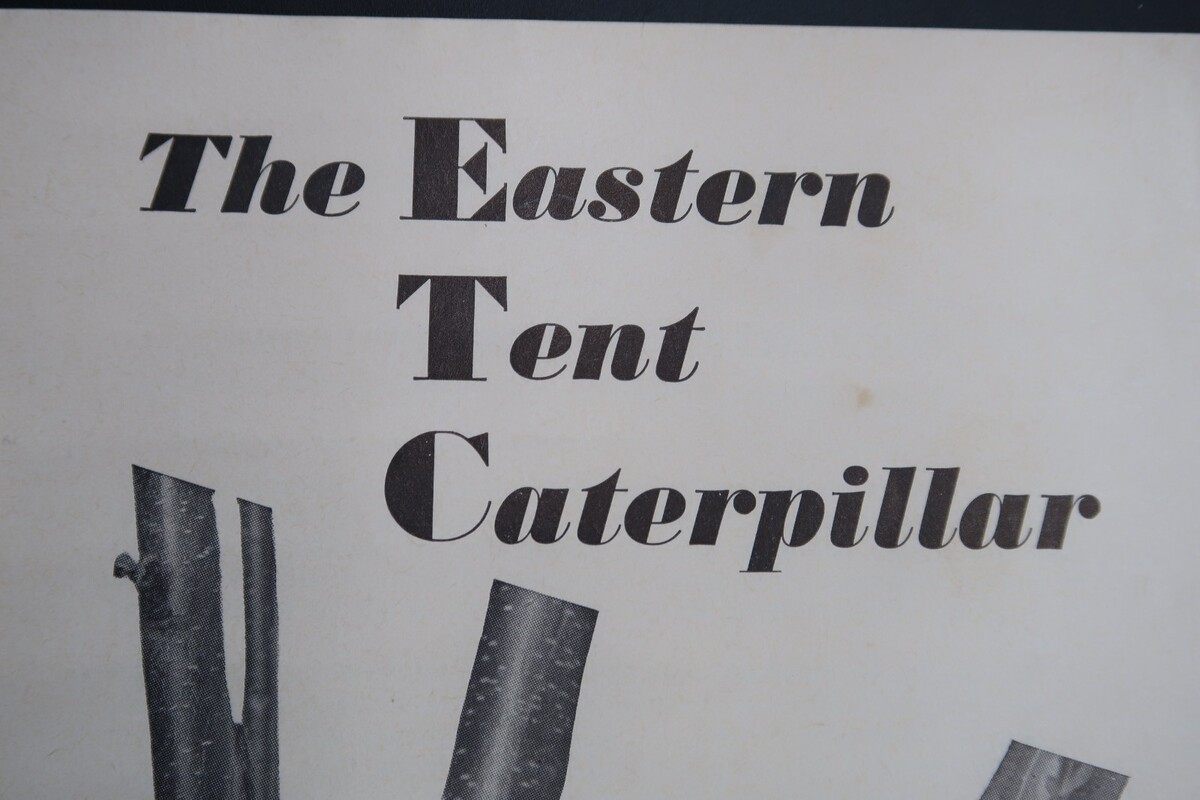 The Eastern
Tent
Caterpillar